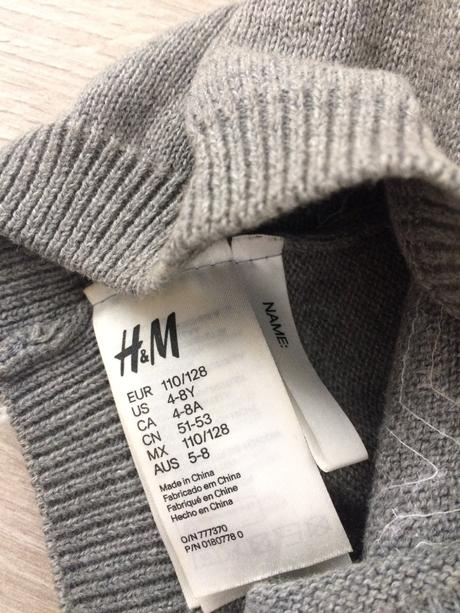 H&M
NAME:
EUR 110/128
US 4-8Y
CA 4-8A
CN 51-53
MX 110/128
AUS 5-8
Made in China
Fabricado em China
Fabriqué en Chine
Hecho en China
O/N 777370
P/N 0180778 0